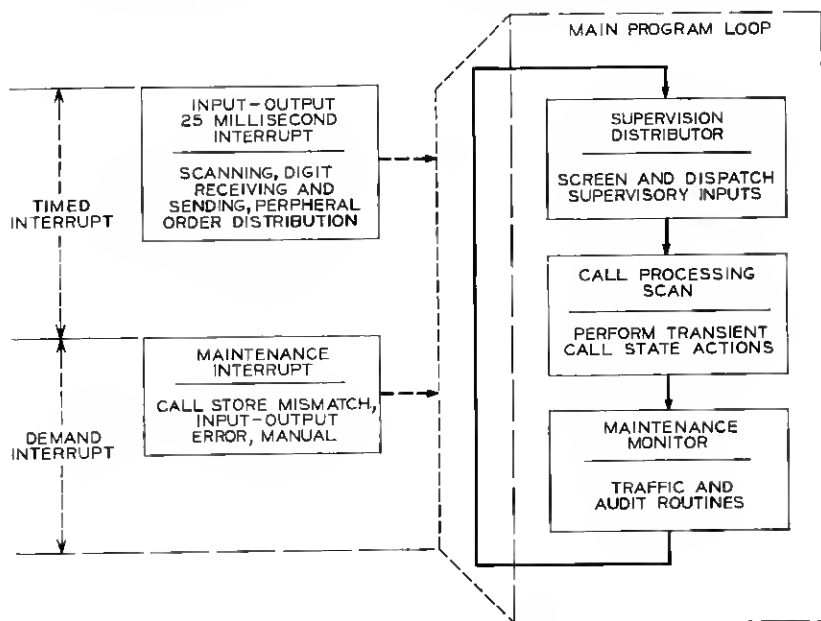 MAIN PROGRAM LOOP
INPUT-OUTPUT
25 MILLISECOND
INTERRUPT
SCANNING, DIGIT
RECEIVING AND
SENDING, PERPHERAL
ORDER DISTRIBUTION
TIMED
INTERRUPT
MAINTENANCE
INTERRUPT
CALL STORE MISMATCH,
INPUT-OUTPUT
ERROR, MANUAL
DEMAND
INTERRUPT
SUPERVISION
DISTRIBUTOR
SCREEN AND DISPATCH
SUPERVISORY INPUTS
CALL PROCESSING
SCAN
PERFORM TRANSIENT
CALL STATE ACTIONS
MAINTENANCE
MONITOR
TRAFFIC AND
AUDIT ROUTINES